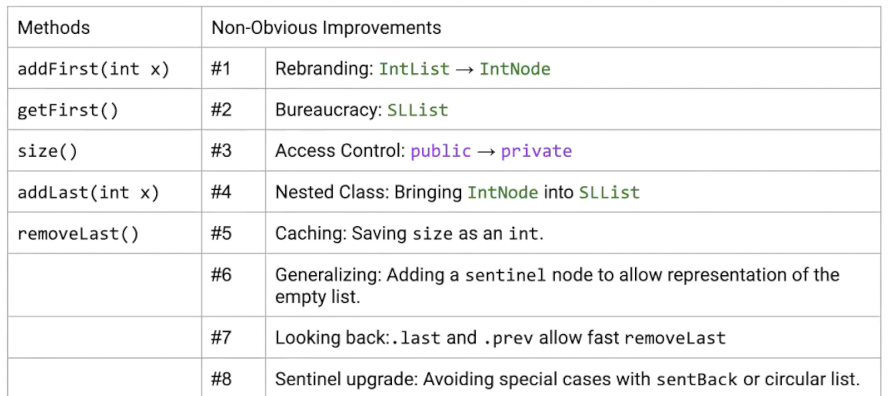 Methods Non-Obvious Improvements
addFirst(int x) #1 Rebranding: IntList → IntNode
getFirst() #2 Bureaucracy: SLList
size() #3 Access Control: public → private
addLast(int x) #4 Nested Class: Bringing IntNode into SLList
removeLast() #5 Caching: Saving size as an int.
#6 Generalizing: Adding a sentinel node to allow representation of the
empty list.
#7 Looking back:.last and .prev allow fast removeLast
#8 Sentinel upgrade: Avoiding special cases with sentBack or circular list.